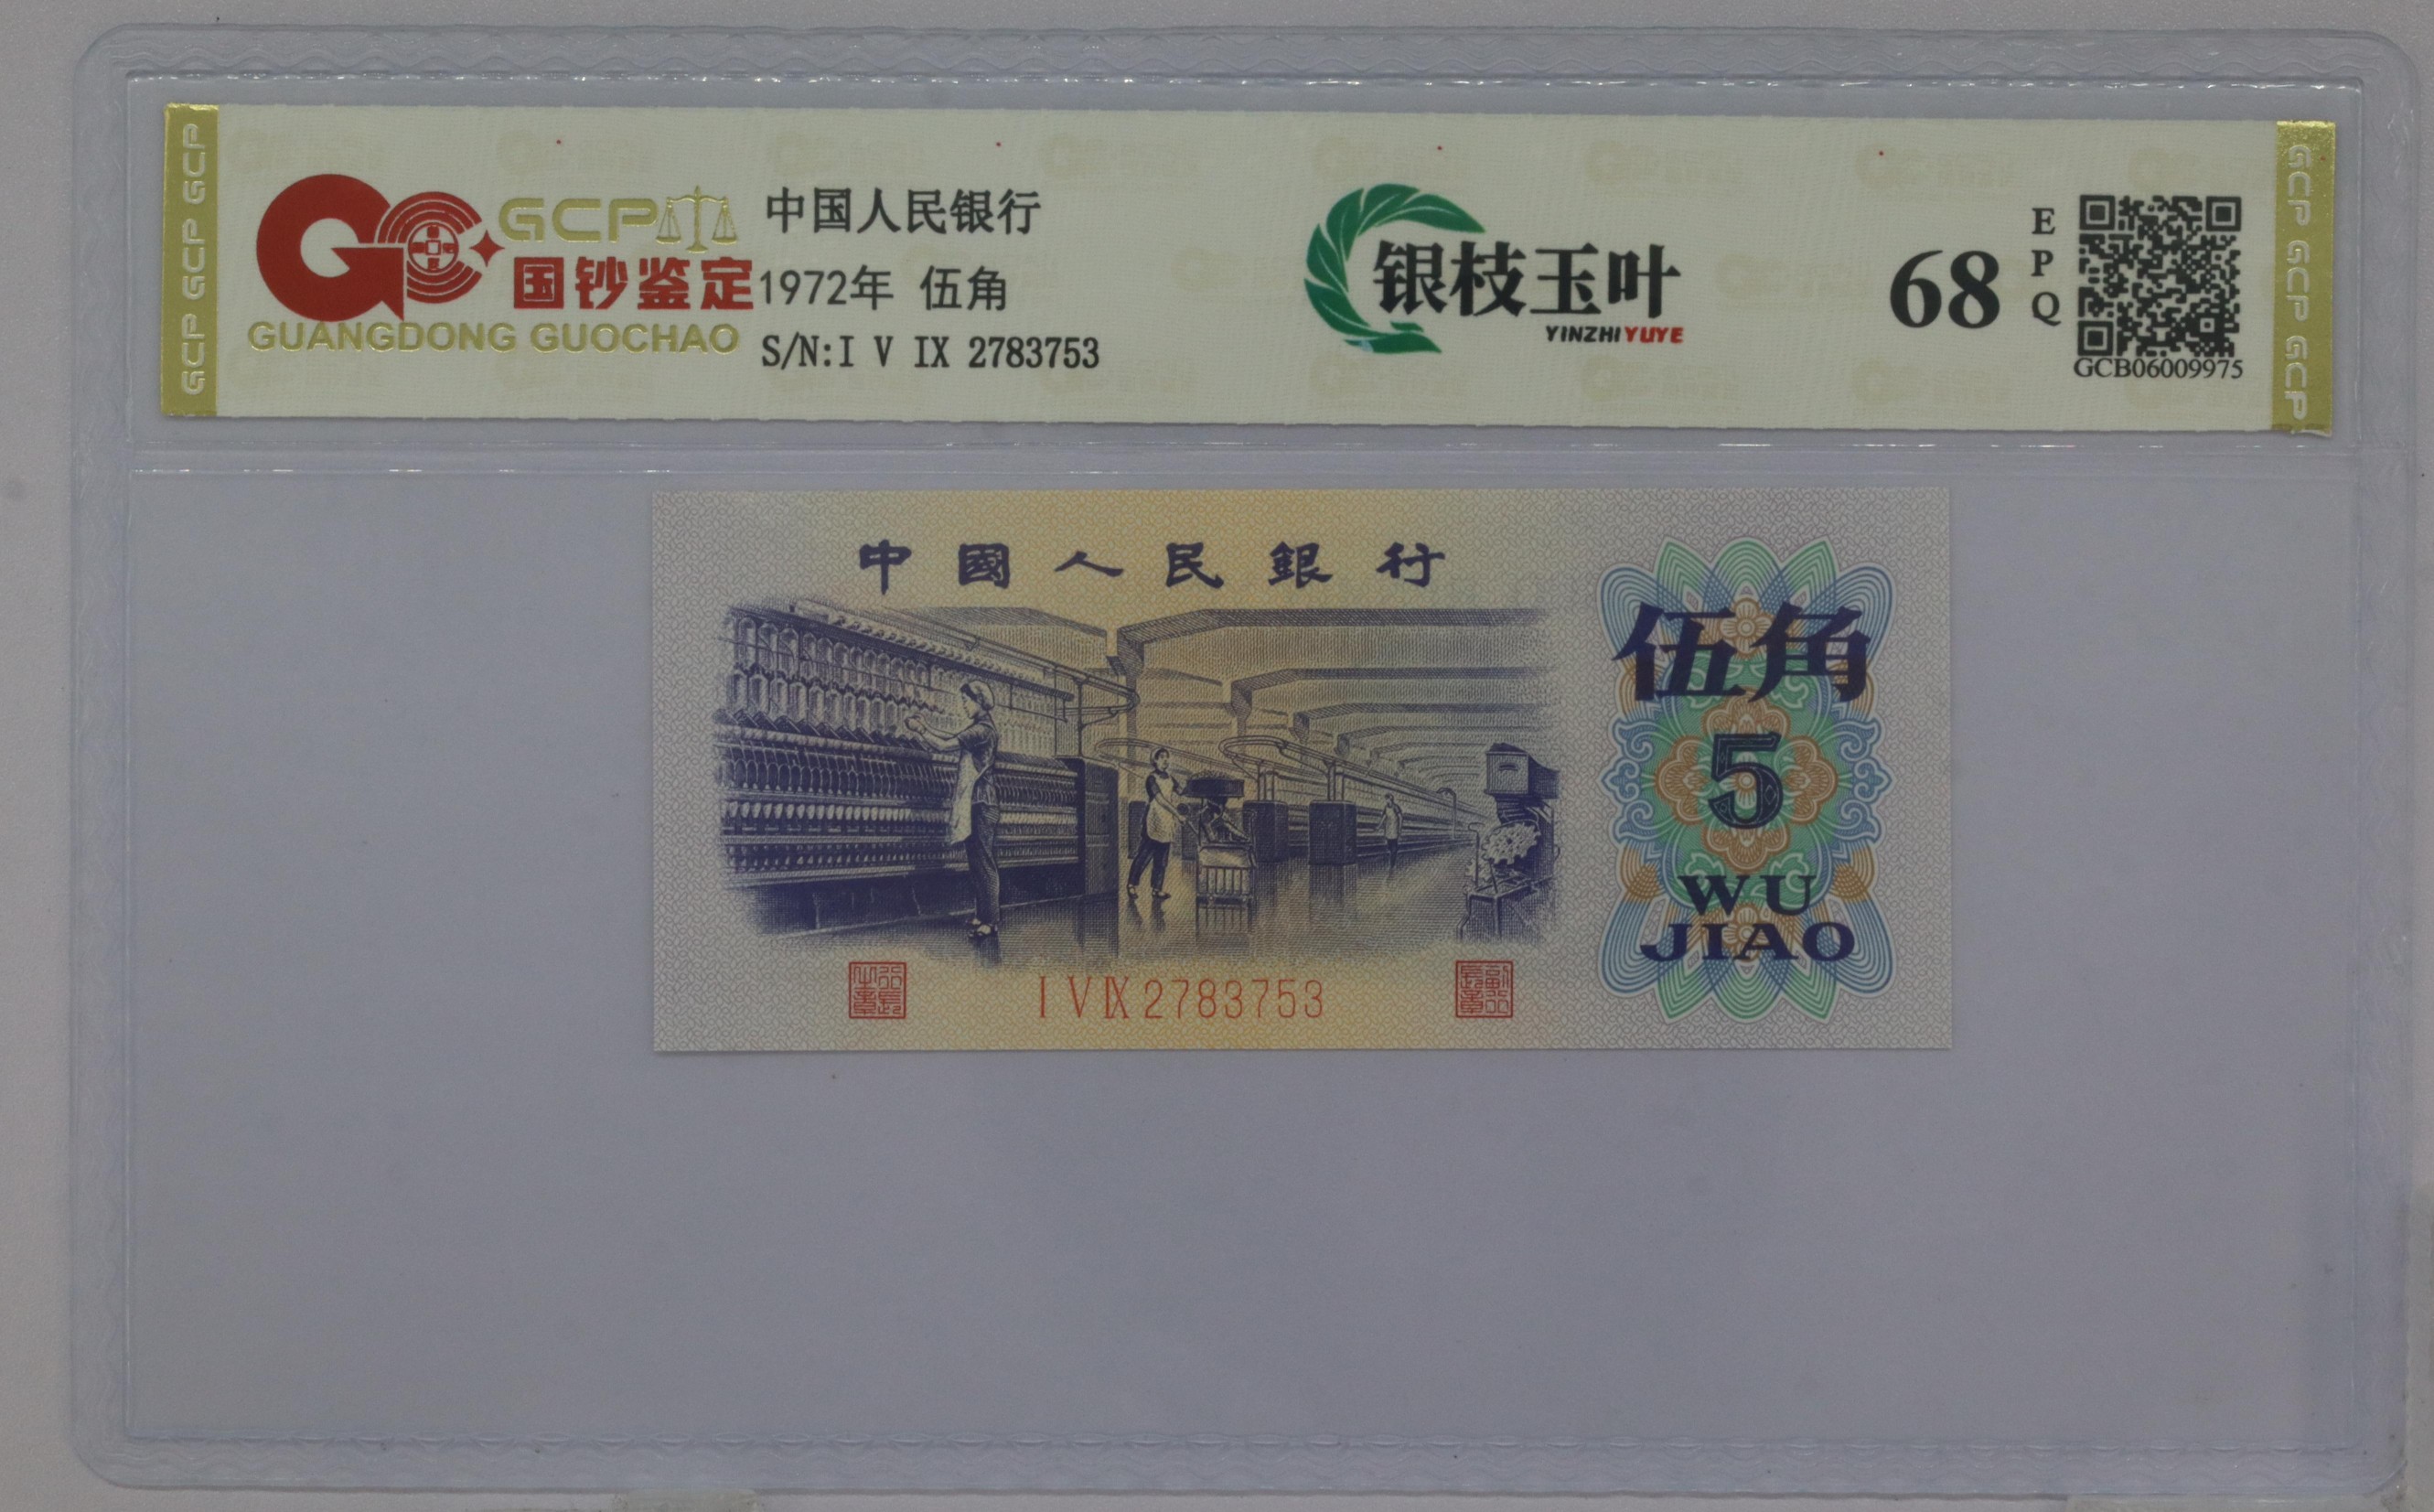 GCP GCP GCP
GCP
国钞鉴定
GUANGDONG GUOCHAO
中国人民银行
1972年 伍角
S/N:I V IX 2783753
银枝玉叶
YINZHIYUYE
68
EPQ
GCB06009975
GCP GCP GCP
中國人民銀行
伍角
5
WU
JIAO
I V IX 2783753